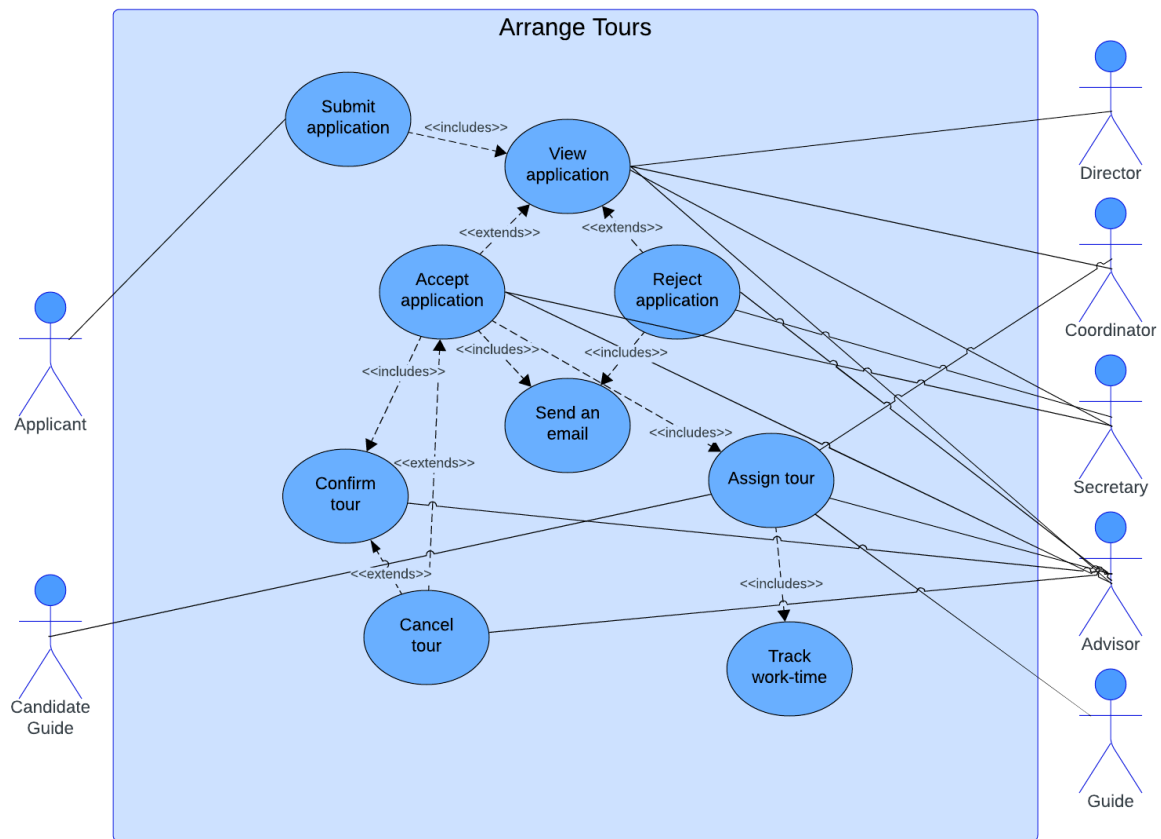 Arrange Tours
Submit
application
<<includes>>
View
application
Director
<<extends>>
<<extends>>
Accept
application
Reject
application
Coordinator
Applicant
<<includes>>
<<includes>>
<<includes>>
Send an
email
<<includes>>
<<extends>>
Confirm
tour
Assign tour
Secretary
<<extends>>
<<includes>>
Cancel
tour
Track
work-time
Advisor
Candidate
Guide
Guide